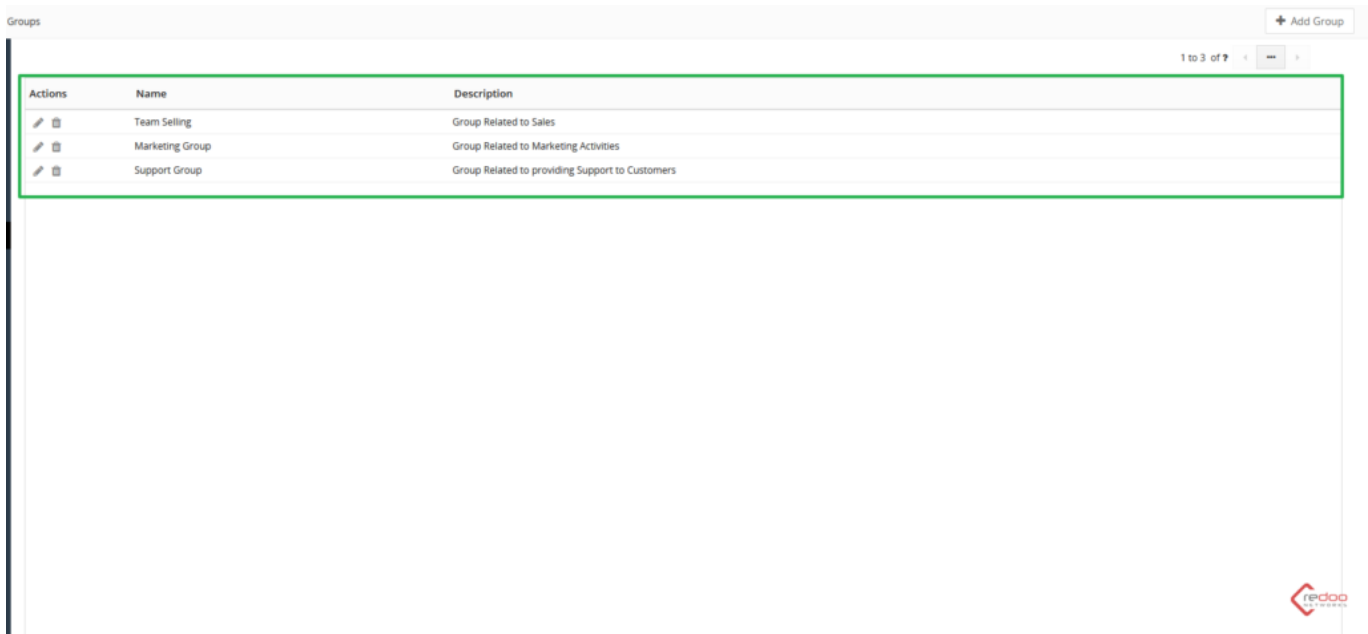 Groups
+ Add Group
1 to 3 of ?
Actions Name Description
Team Selling Group Related to Sales
Marketing Group Group Related to Marketing Activities
Support Group Group Related to providing Support to Customers
redoo
NETWORKS